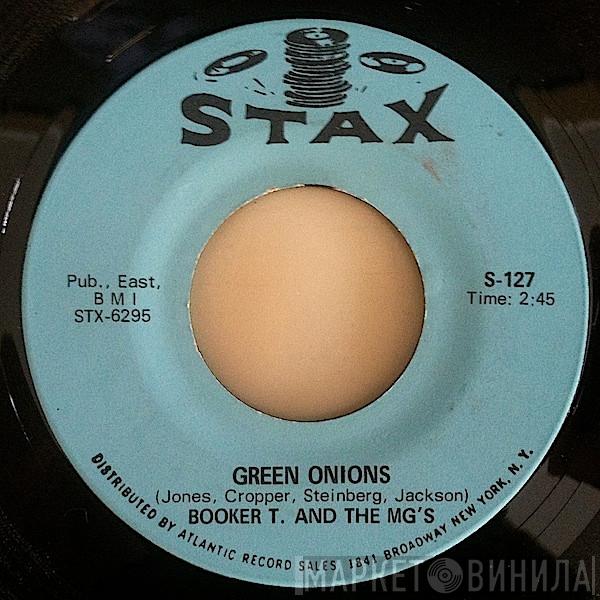 STAX
Pub., East,
B M I
STX-6295
S-127
Time: 2:45
GREEN ONIONS
(Jones, Cropper, Steinberg, Jackson)
BOOKER T. AND THE MG'S
DISTRIBUTED BY ATLANTIC RECORD SALES, 1841 BROADWAY NEW YORK, N. Y.
МАРКЕТ ВИНИЛА